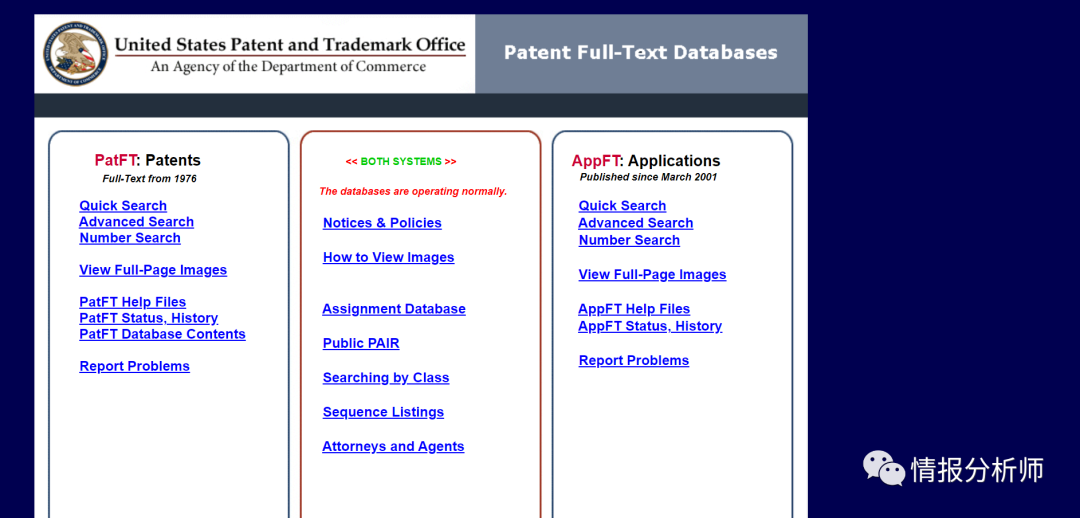 United States Patent and Trademark Office
An Agency of the Department of Commerce
Patent Full-Text Databases
PatFT: Patents
Full-Text from 1976
Quick Search
Advanced Search
Number Search
View Full-Page Images
PatFT Help Files
PatFT Status, History
PatFT Database Contents
Report Problems
<< BOTH SYSTEMS >>
The databases are operating normally.
Notices & Policies
How to View Images
Assignment Database
Public PAIR
Searching by Class
Sequence Listings
Attorneys and Agents
AppFT: Applications
Published since March 2001
Quick Search
Advanced Search
Number Search
View Full-Page Images
AppFT Help Files
AppFT Status, History
Report Problems
情报分析师